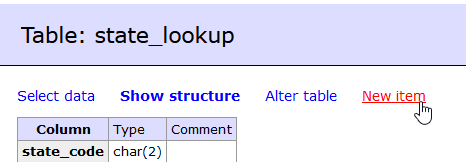 Table: state_lookup
Select data Show structure Alter table New item
Column Type Comment
state_code char(2)